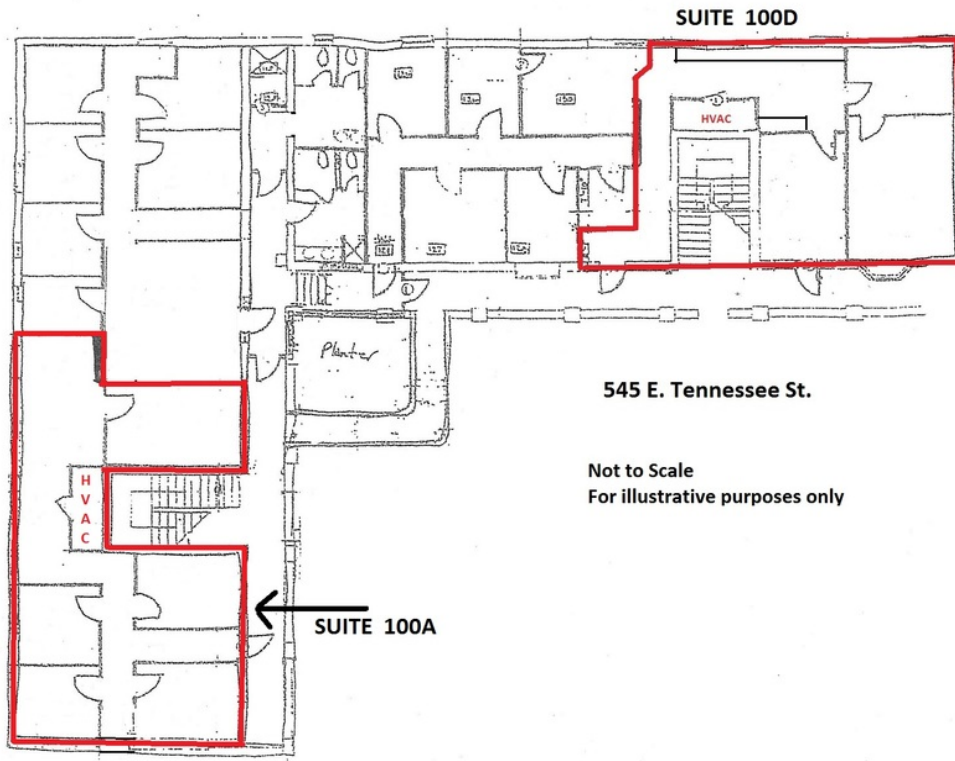 SUITE 100D
HVAC
Planter
545 E. Tennessee St.
Not to Scale
For illustrative purposes only
H
V
A
C
SUITE 100A